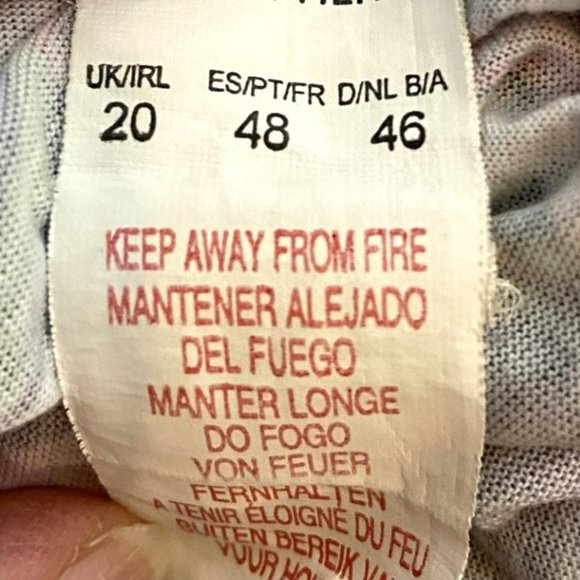 UK/IRL ES/PT/FR D/NL B/A
20 48 46
KEEP AWAY FROM FIRE
MANTENER ALEJADO
DEL FUEGO
MANTER LONGE
DO FOGO
VON FEUER
FERNHALTEN
A TENIR ÉLOIGNÉ DU FEU
BUITEN BEREIK
VUUR